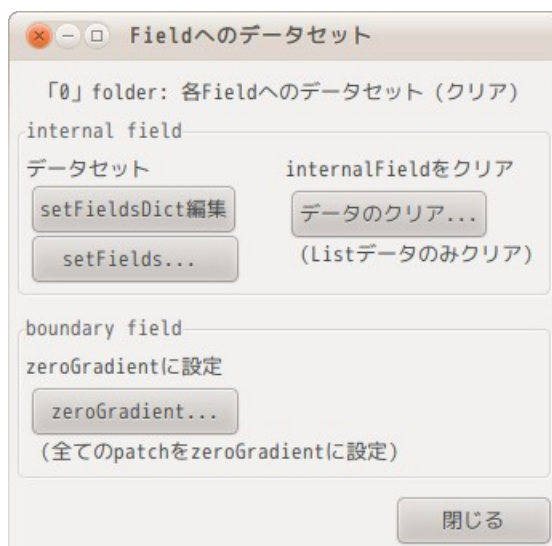 Fieldへのデータセット
「0」folder: 各Fieldへのデータセット (クリア)
internal field
データセット
internalFieldをクリア
setFieldsDict編集
データのクリア...
setFields...
(Listデータのみクリア)
boundary field
zeroGradientに設定
zeroGradient...
(全てのpatchをzeroGradientに設定)
閉じる